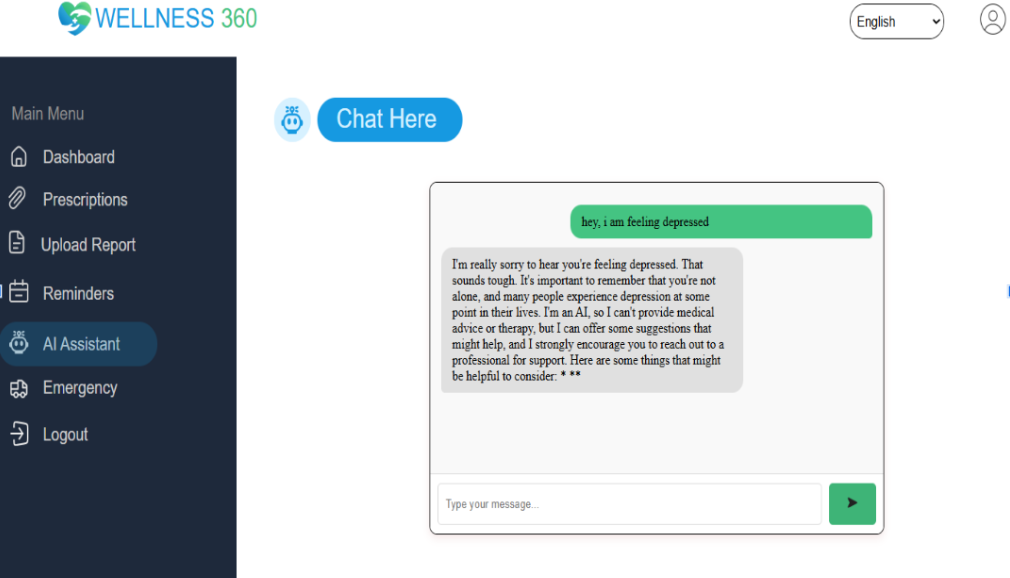 WELLNESS 360
English
Main Menu
Dashboard
Prescriptions
Upload Report
Reminders
AI Assistant
Emergency
Logout
Chat Here
hey, i am feeling depressed
I'm really sorry to hear you're feeling depressed. That
sounds tough. It's important to remember that you're not
alone, and many people experience depression at some
point in their lives. I'm an AI, so I can't provide medical
advice or therapy, but I can offer some suggestions that
might help, and I strongly encourage you to reach out to a
professional for support. Here are some things that might
be helpful to consider: * **
Type your message...